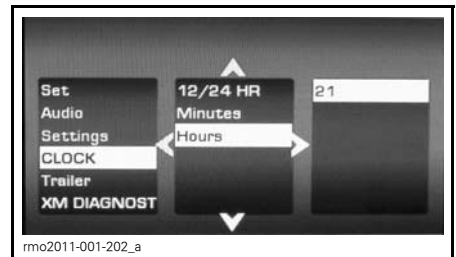 Set
Audio
Settings
CLOCK
Trailer
XM DIAGNOST
12/24 HR
Minutes
Hours
21
rmo2011-001-202_a